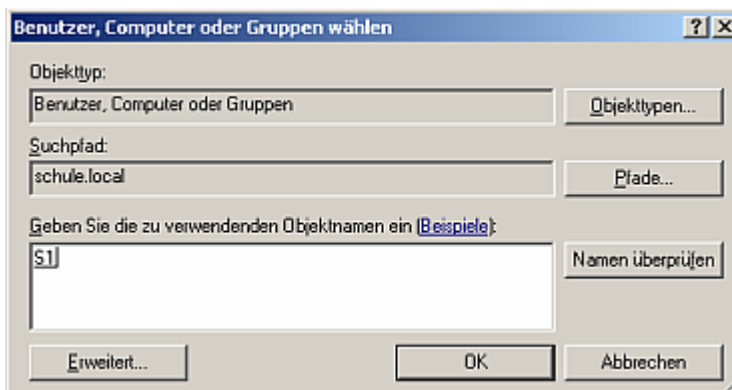 Benutzer, Computer oder Gruppen wählen
Objekttyp:
Benutzer, Computer oder Gruppen
Objekttypen...
Suchpfad:
schule.local
Pfade...
Geben Sie die zu verwendenden Objektnamen ein (Beispiele):
S1
Namen überprüfen
Erweitert...
OK
Abbrechen